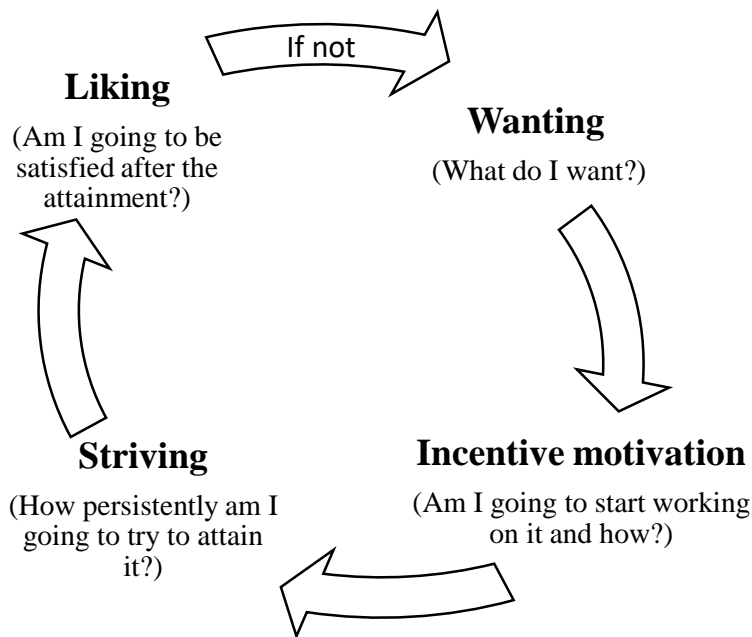 If not
Liking
(Am I going to be
satisfied after the
attainment?)
Wanting
(What do I want?)
Incentive motivation
(Am I going to start working
on it and how?)
Striving
(How persistently am I
going to try to attain
it?)